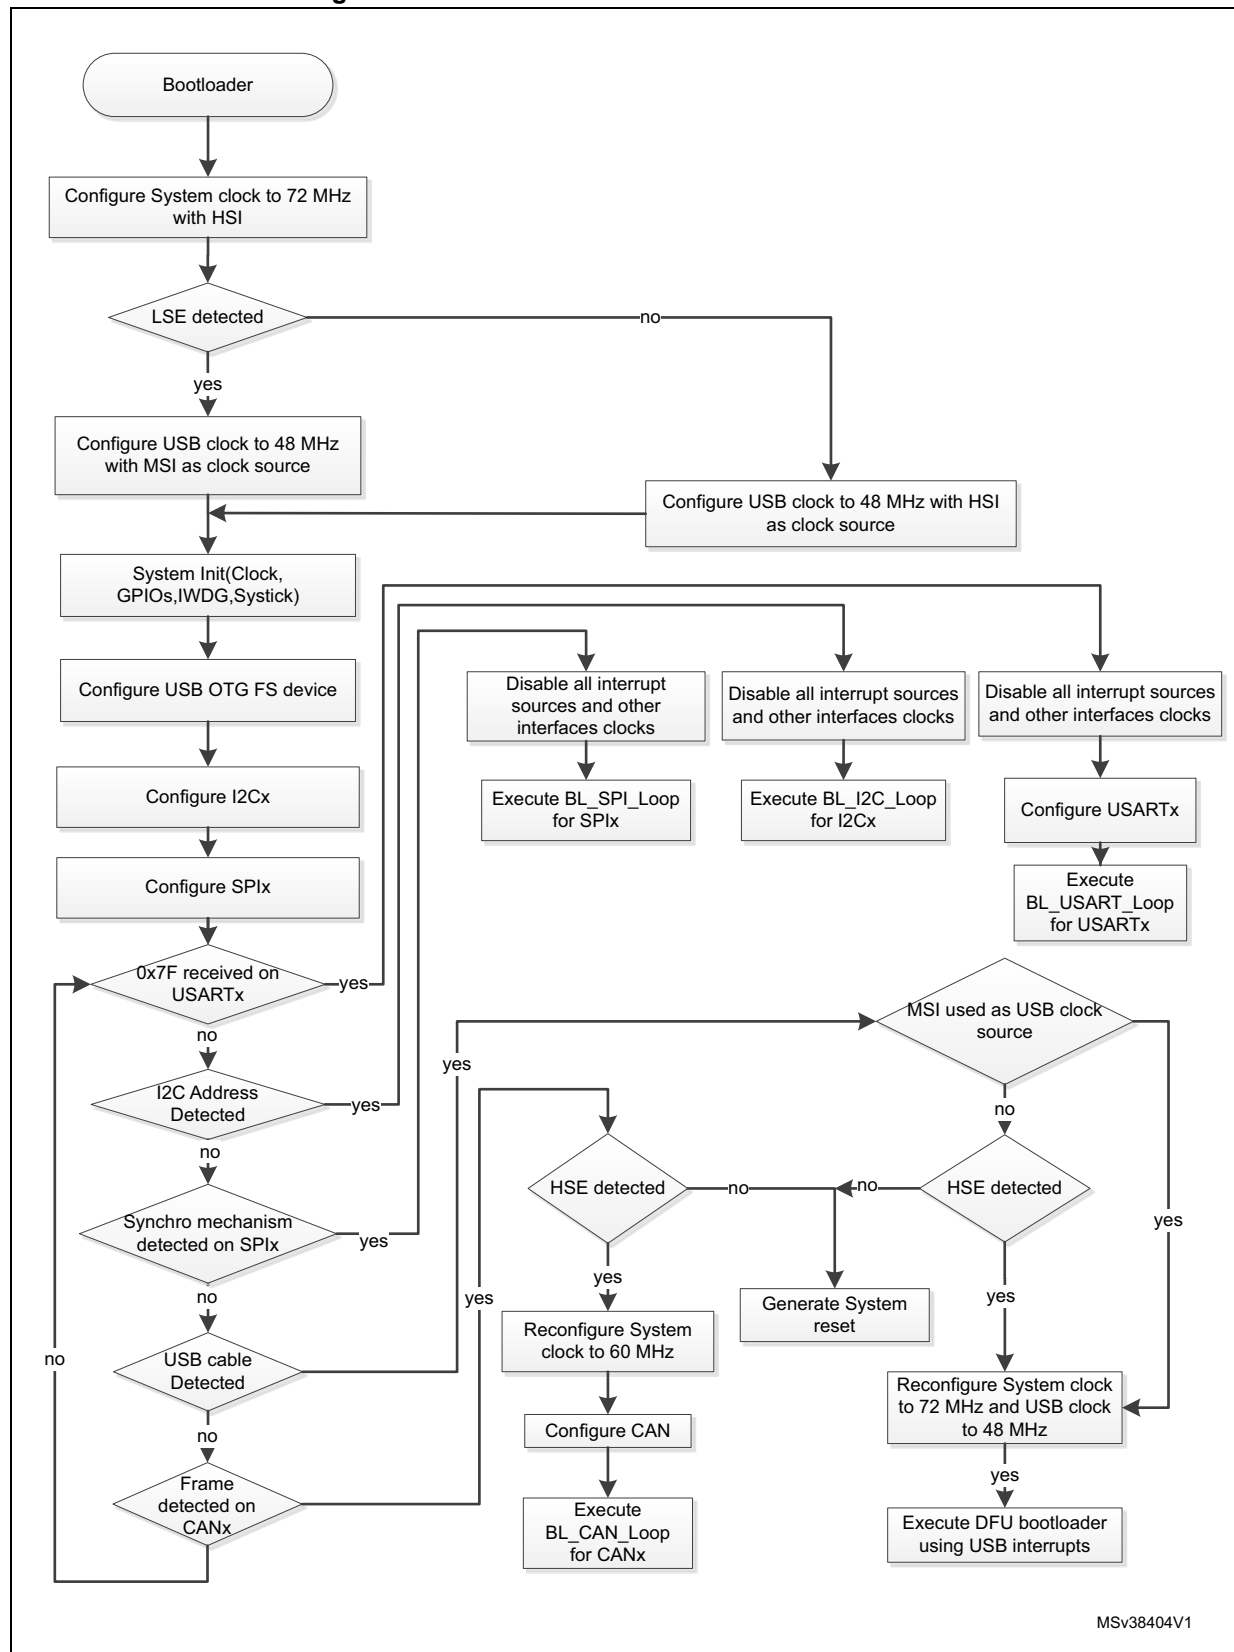 Bootloader
Configure System clock to 72 MHz
with HSI
LSE detected
no
yes
Configure USB clock to 48 MHz
with MSI as clock source
Configure USB clock to 48 MHz with HSI
as clock source
System Init(Clock,
GPIOs,IWDG,Systick)
Configure USB OTG FS device
Disable all interrupt
sources and other
interfaces clocks
Disable all interrupt sources
and other interfaces clocks
Disable all interrupt sources
and other interfaces clocks
Configure I2Cx
Execute BL_SPI_Loop
for SPIx
Execute BL_I2C_Loop
for I2Cx
Configure USARTx
Configure SPIx
Execute
BL_USART_Loop
for USARTx
0x7F received on
USARTx
yes
no
MSI used as USB clock
source
yes
yes
no
I2C Address
Detected
yes
no
HSE detected
no
no
HSE detected
Synchro mechanism
detected on SPIx
yes
yes
no
yes
yes
yes
Generate System
reset
Reconfigure System
clock to 60 MHz
no
USB cable
Detected
no
Reconfigure System clock
to 72 MHz and USB clock
to 48 MHz
Configure CAN
yes
Frame
detected on
CANx
Execute
BL_CAN_Loop
for CANx
Execute DFU bootloader
using USB interrupts
MSv38404V1